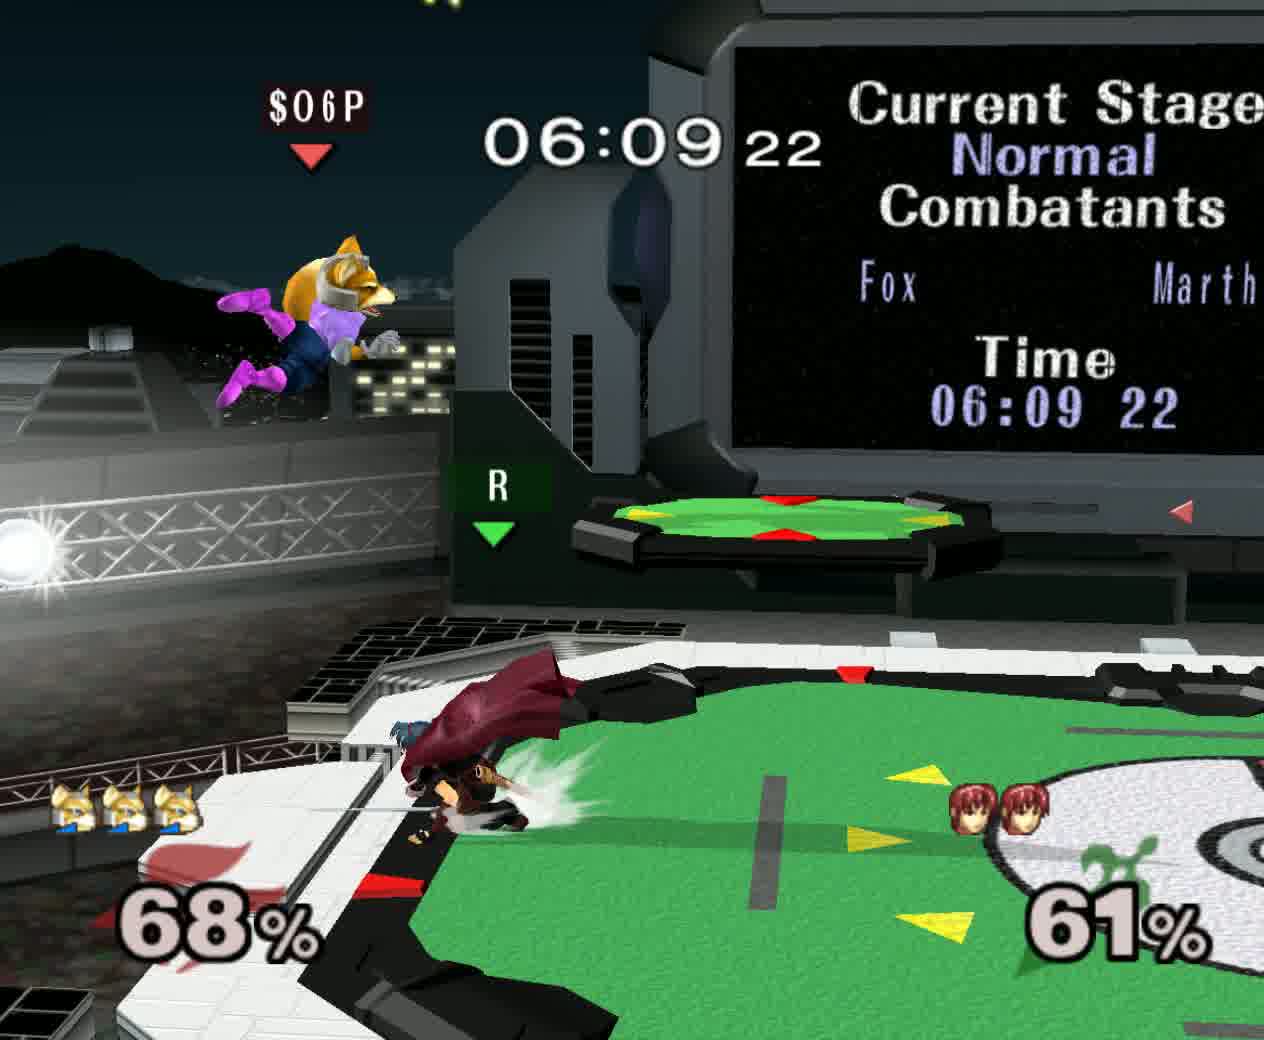 $06P
06:09 22
Current Stage
Normal
Combatants
Fox Marth
Time
06:09 22
R
68%
61%